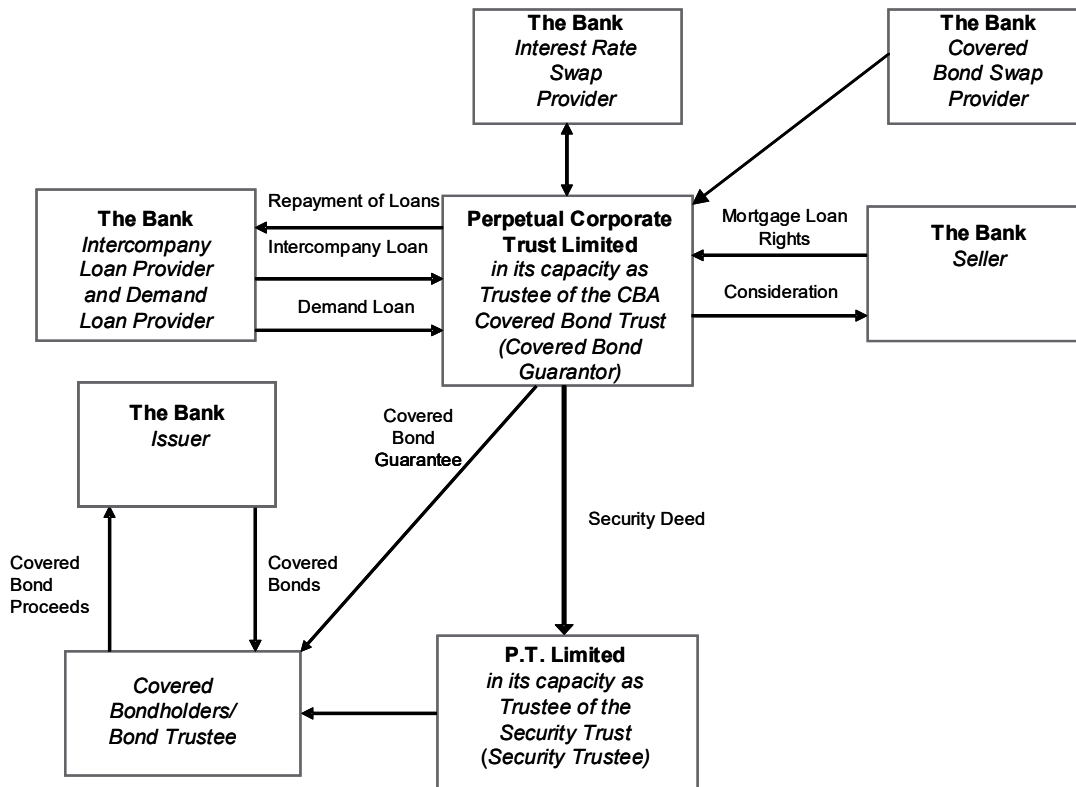 The Bank
Interest Rate
Swap
Provider
The Bank
Covered
Bond Swap
Provider
The Bank
Intercompany
Loan Provider
and Demand
Loan Provider
Repayment of Loans
Intercompany Loan
Demand Loan
Perpetual Corporate
Trust Limited
in its capacity as
Trustee of the CBA
Covered Bond Trust
(Covered Bond
Guarantor)
Mortgage Loan
Rights
Consideration
The Bank
Seller
The Bank
Issuer
Covered
Bond
Guarantee
Security Deed
Covered
Bond
Proceeds
Covered
Bonds
Covered
Bondholders/
Bond Trustee
P.T. Limited
in its capacity as
Trustee of the
Security Trust
(Security Trustee)